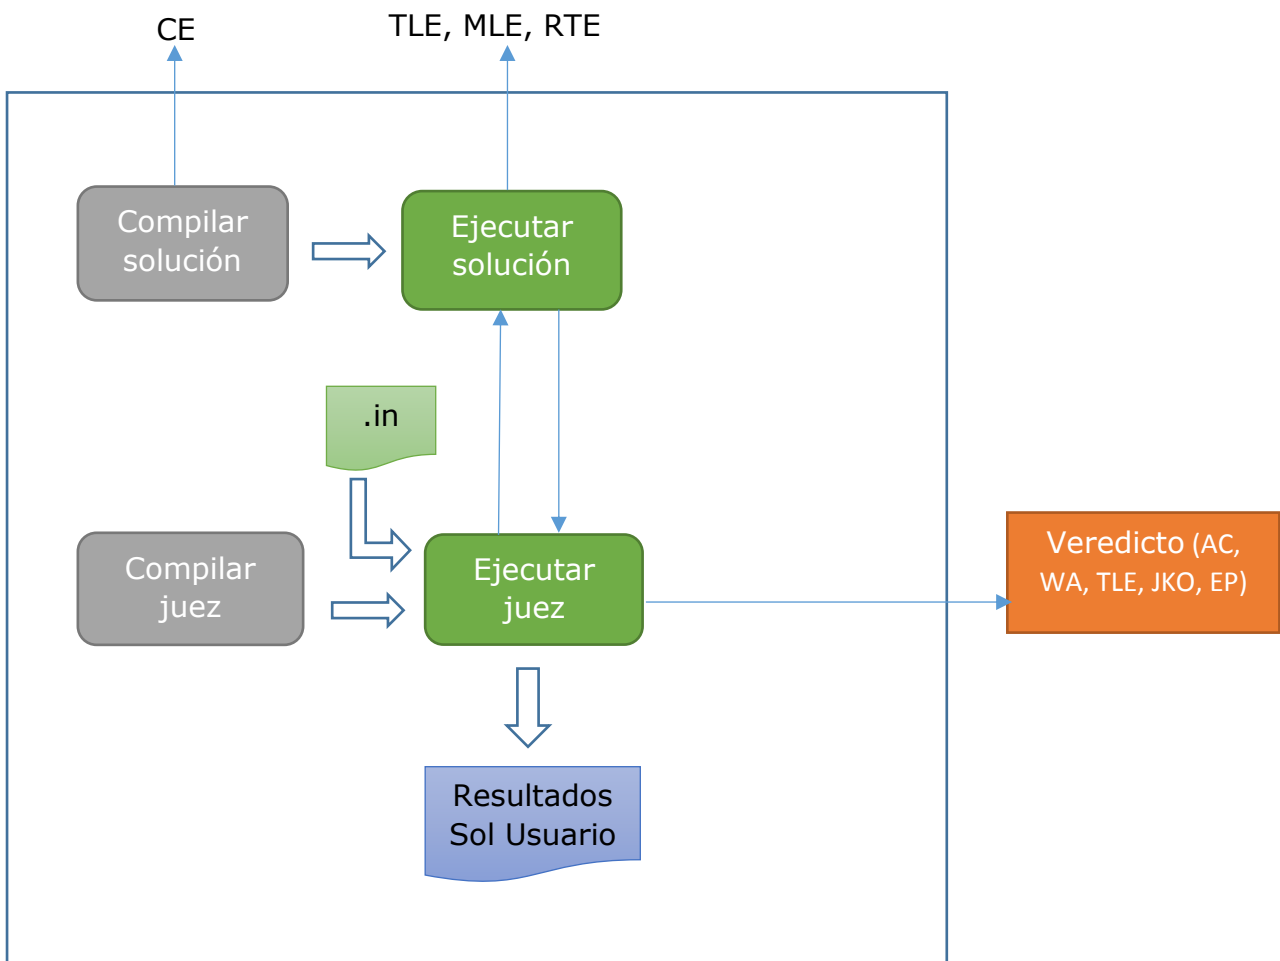 CE
TLE, MLE, RTE
Compilar
solución
Ejecutar
solución
.in
Compilar
juez
Ejecutar
juez
Veredicto (AC,
WA, TLE, JKO, EP)
Resultados
Sol Usuario